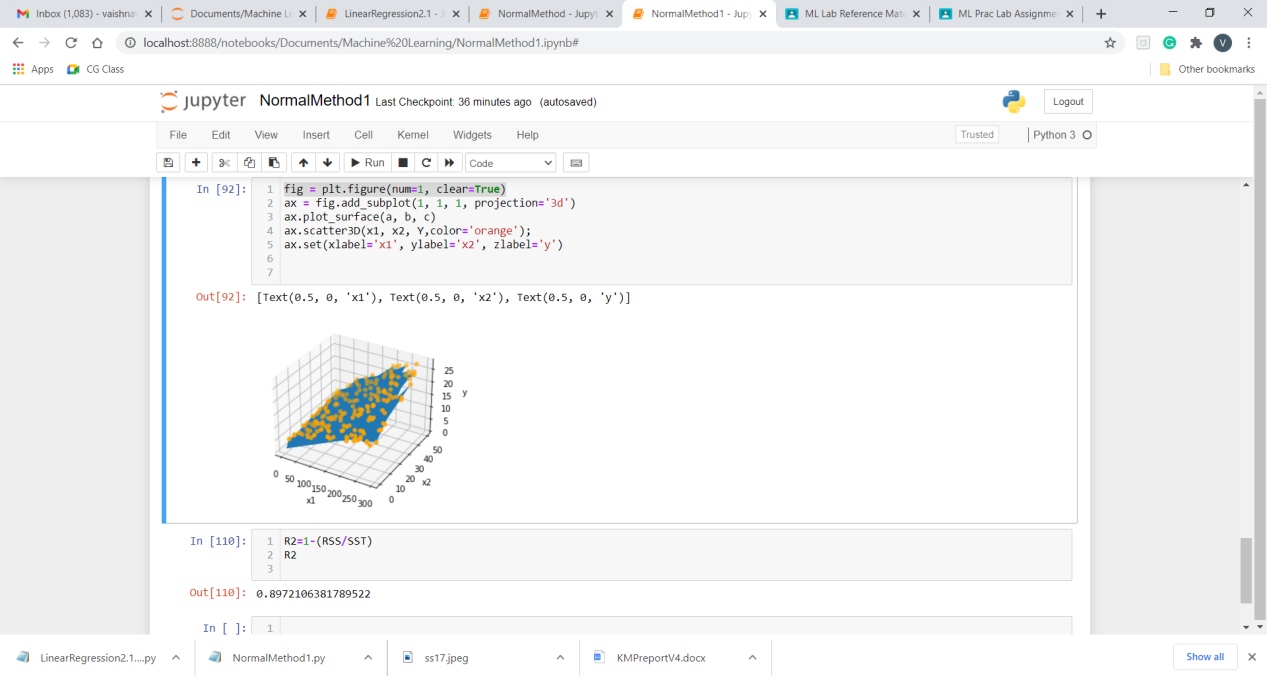 Inbox (1,083) - vaishna
Documents/Machine L
LinearRegression2.1 - J
NormalMethod - Jupyt
NormalMethod1 - Jup
ML Lab Reference Mat
ML Prac Lab Assignme
localhost:8888/notebooks/Documents/Machine%20Learning/NormalMethod1.ipynb#
V
Apps
CG Class
Other bookmarks
jupyter NormalMethod1 Last Checkpoint: 36 minutes ago (autosaved)
Logout
File Edit View Insert Cell Kernel Widgets Help
Trusted
Python 3
Run
Code
In [92]:
1 fig = plt.figure(num=1, clear=True)
2 ax = fig.add_subplot(1, 1, 1, projection='3d')
3 ax.plot_surface(a, b, c)
4 ax.scatter3D(x1, x2, Y,color='orange');
5 ax.set(xlabel='x1', ylabel='x2', zlabel='y')
6
7
Out[92]: [Text(0.5, 0, 'x1'), Text(0.5, 0, 'x2'), Text(0.5, 0, 'y')]
25
20
15
10
5
0
y
50
40
30
20
10
0
x2
0
50
100
150
200
250
300
x1
In [110]:
1 R2=1-(RSS/SST)
2 R2
3
Out[110]: 0.8972106381789522
In [ ]:
1
LinearRegression2.1....py
NormalMethod1.py
ss17.jpeg
KMPreportV4.docx
Show all